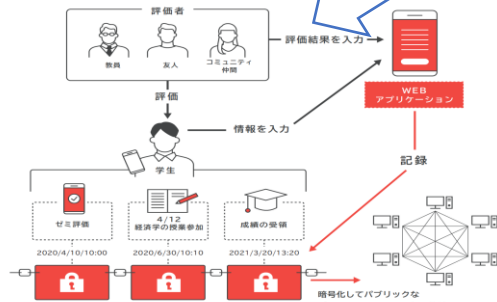 評価者
教員
友人
コミュニティ
仲間
評価結果を入力
WEB
アプリケーション
評価
情報を入力
学生
記録
ゼミ評価
4/12
経済学の授業参加
成績の受領
2020/4/10/10:00
2020/6/30/10:10
2021/3/20/13:20
暗号化してパブリックな